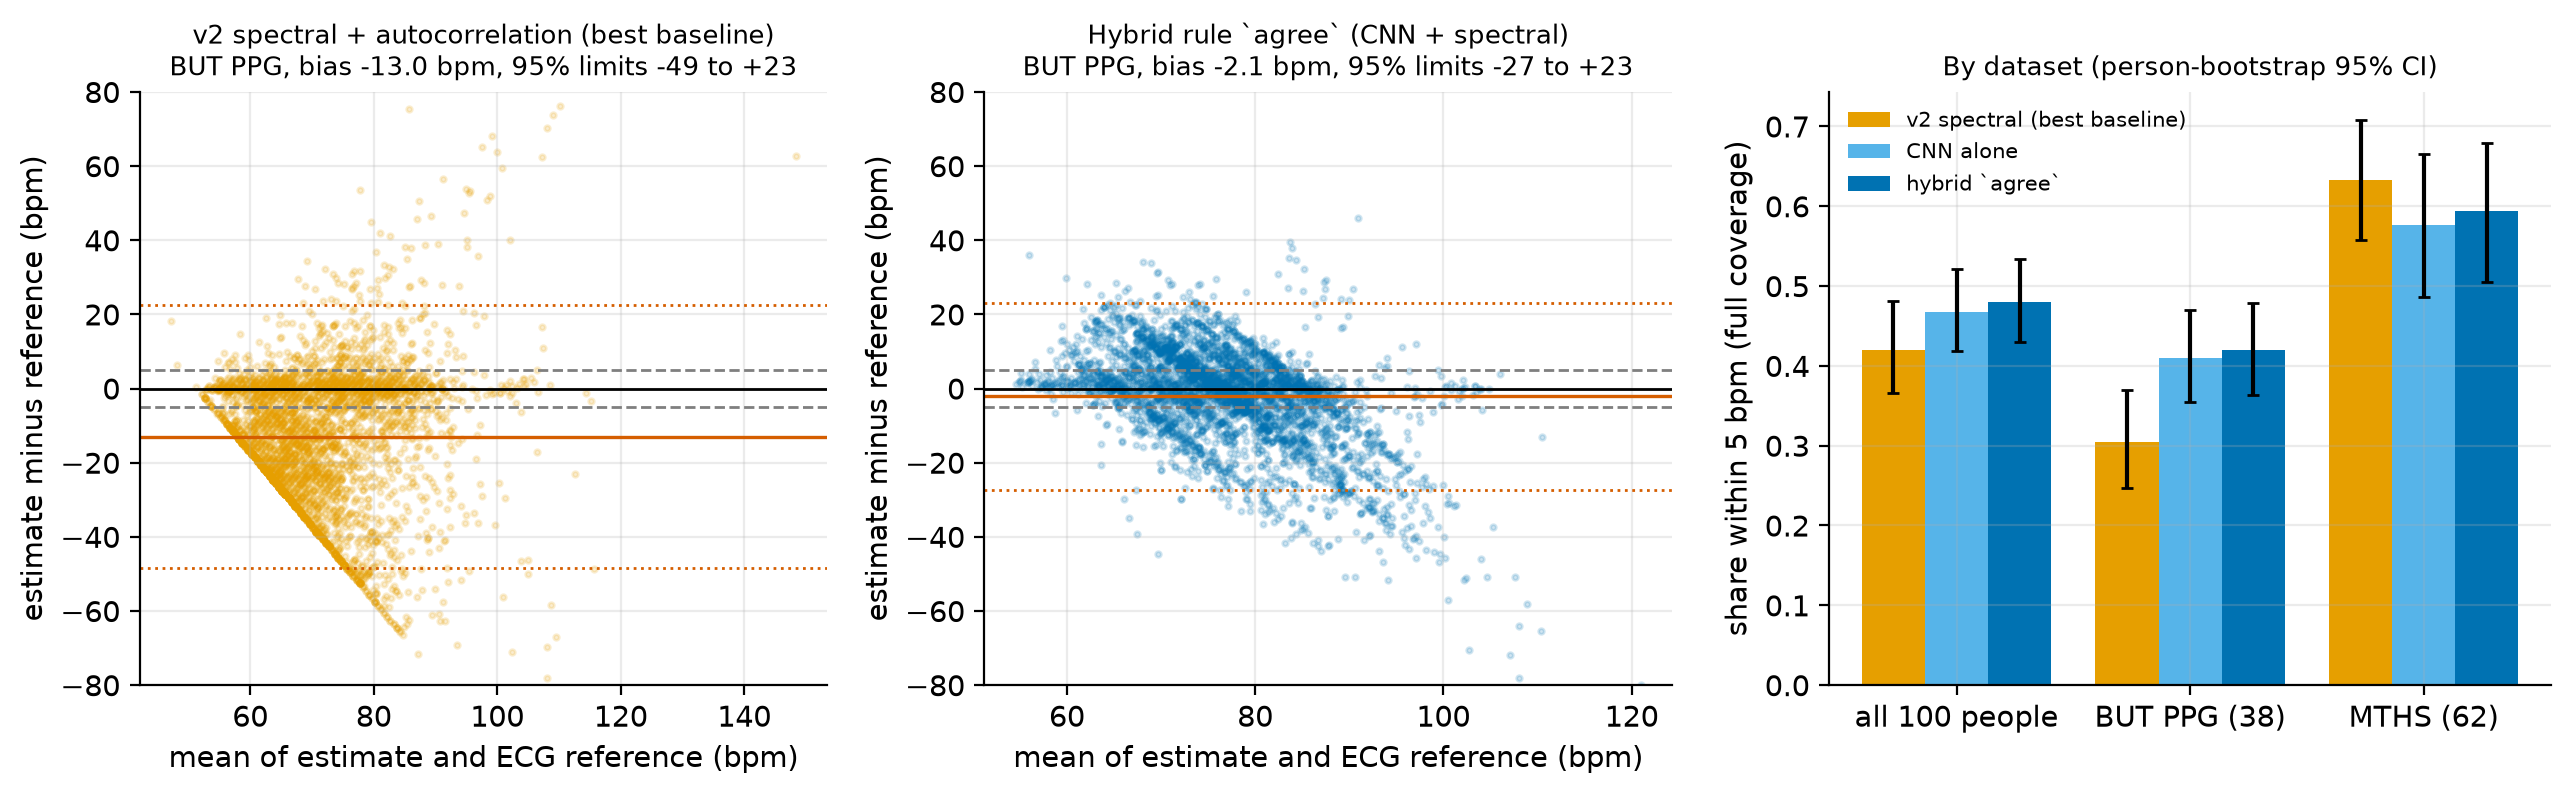 v2 spectral + autocorrelation (best baseline)
BUT PPG, bias -13.0 bpm, 95% limits -49 to +23
80
60
40
20
0
−20
−40
−60
−80
estimate minus reference (bpm)
60 80 100 120 140
mean of estimate and ECG reference (bpm)
Hybrid rule `agree` (CNN + spectral)
BUT PPG, bias -2.1 bpm, 95% limits -27 to +23
80
60
40
20
0
−20
−40
−60
−80
estimate minus reference (bpm)
60 80 100 120
mean of estimate and ECG reference (bpm)
By dataset (person-bootstrap 95% CI)
v2 spectral (best baseline)
CNN alone
hybrid `agree`
0.7
0.6
0.5
0.4
0.3
0.2
0.1
0.0
share within 5 bpm (full coverage)
all 100 people BUT PPG (38) MTHS (62)